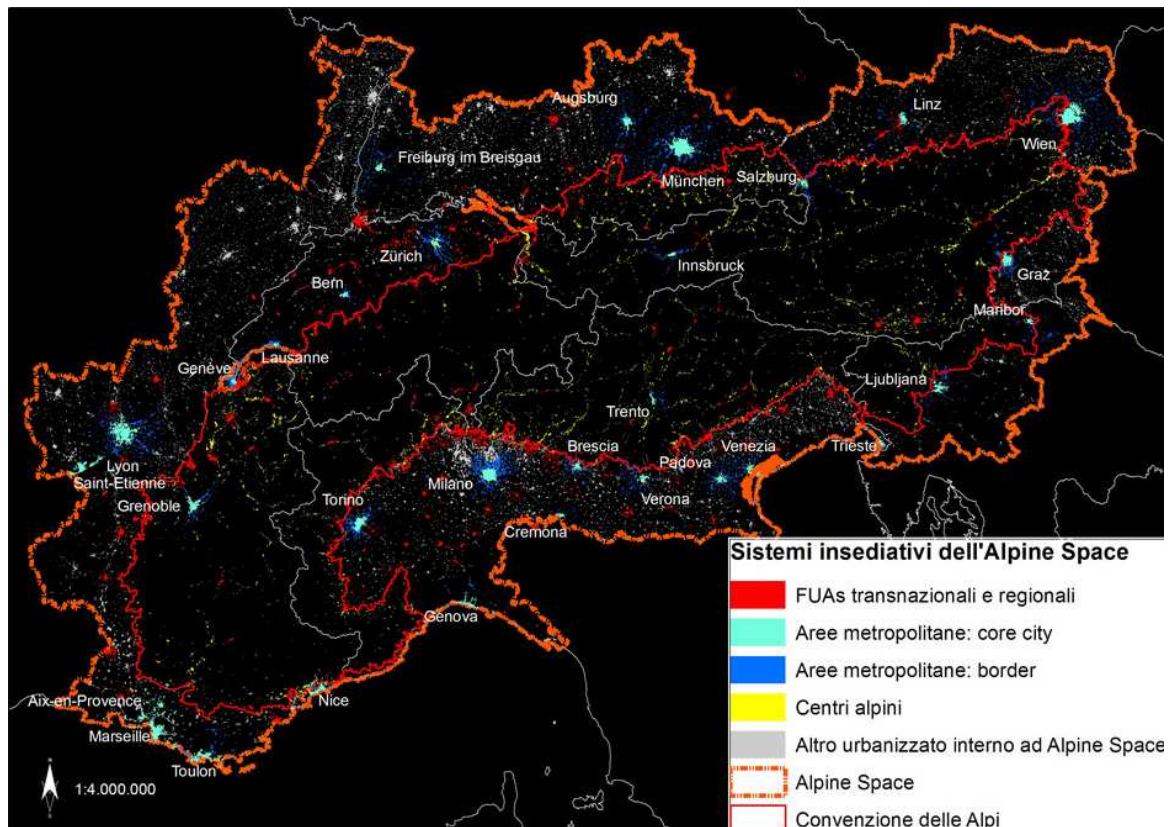 Augsburg
Linz
Wien
Freiburg im Breisgau
München
Salzburg
Zürich
Innsbruck
Graz
Bern
Maribor
Lausanne
Genève
Ljubljana
Trento
Brescia
Venezia
Trieste
Padova
Lyon
Saint-Etienne
Milano
Verona
Torino
Grenoble
Cremona
Genova
Nice
Aix-en-Provence
Marseille
Toulon
1:4.000.000
Sistemi insediativi dell'Alpine Space
FUAs transnazionali e regionali
Aree metropolitane: core city
Aree metropolitane: border
Centri alpini
Altro urbanizzato interno ad Alpine Space
Alpine Space
Convenzione delle Alpi